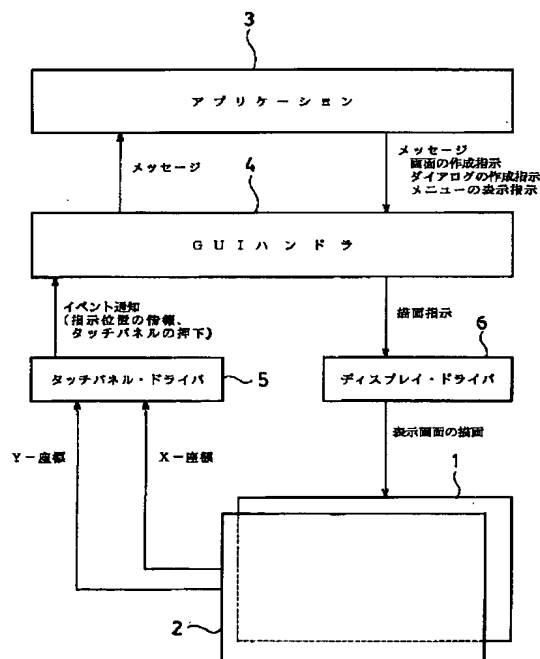 3
アプリケーション
メッセージ
4
メッセージ
画面の作成指示
ダイアログの作成指示
メニューの表示指示
GUIハンドラ
イベント通知
(指示位置の情報、
タッチパネルの押下)
描画指示
6
タッチパネル・ドライバ
5
ディスプレイ・ドライバ
Y-座標
X-座標
表示画面の描画
1
2